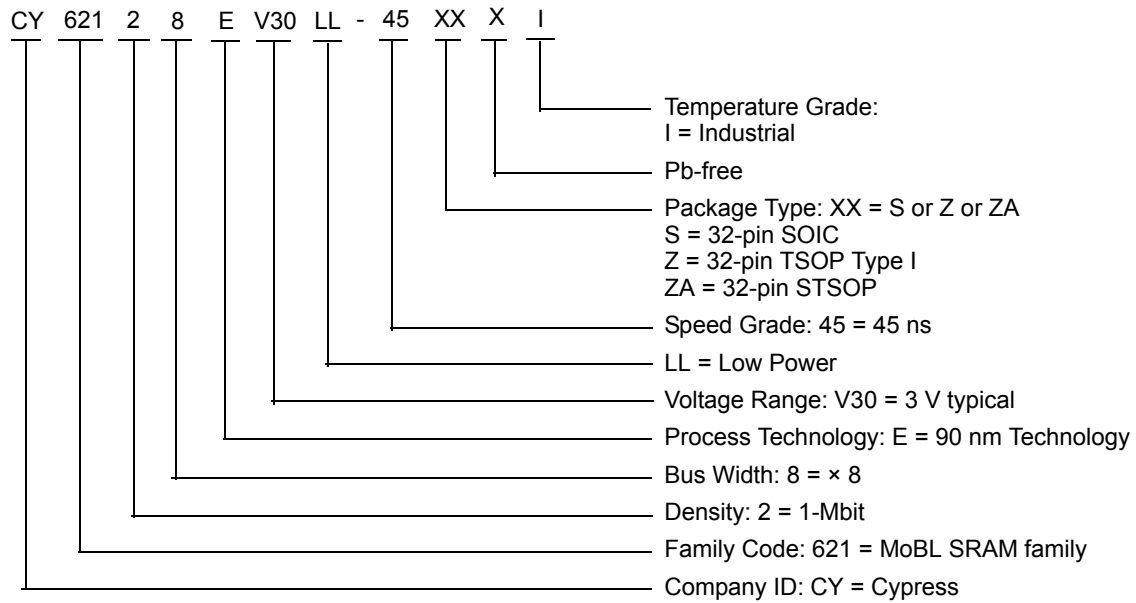 CY 621 2 8 E V30 LL - 45 XX X I
Temperature Grade:
I = Industrial
Pb-free
Package Type: XX = S or Z or ZA
S = 32-pin SOIC
Z = 32-pin TSOP Type I
ZA = 32-pin STSOP
Speed Grade: 45 = 45 ns
LL = Low Power
Voltage Range: V30 = 3 V typical
Process Technology: E = 90 nm Technology
Bus Width: 8 = × 8
Density: 2 = 1-Mbit
Family Code: 621 = MoBL SRAM family
Company ID: CY = Cypress